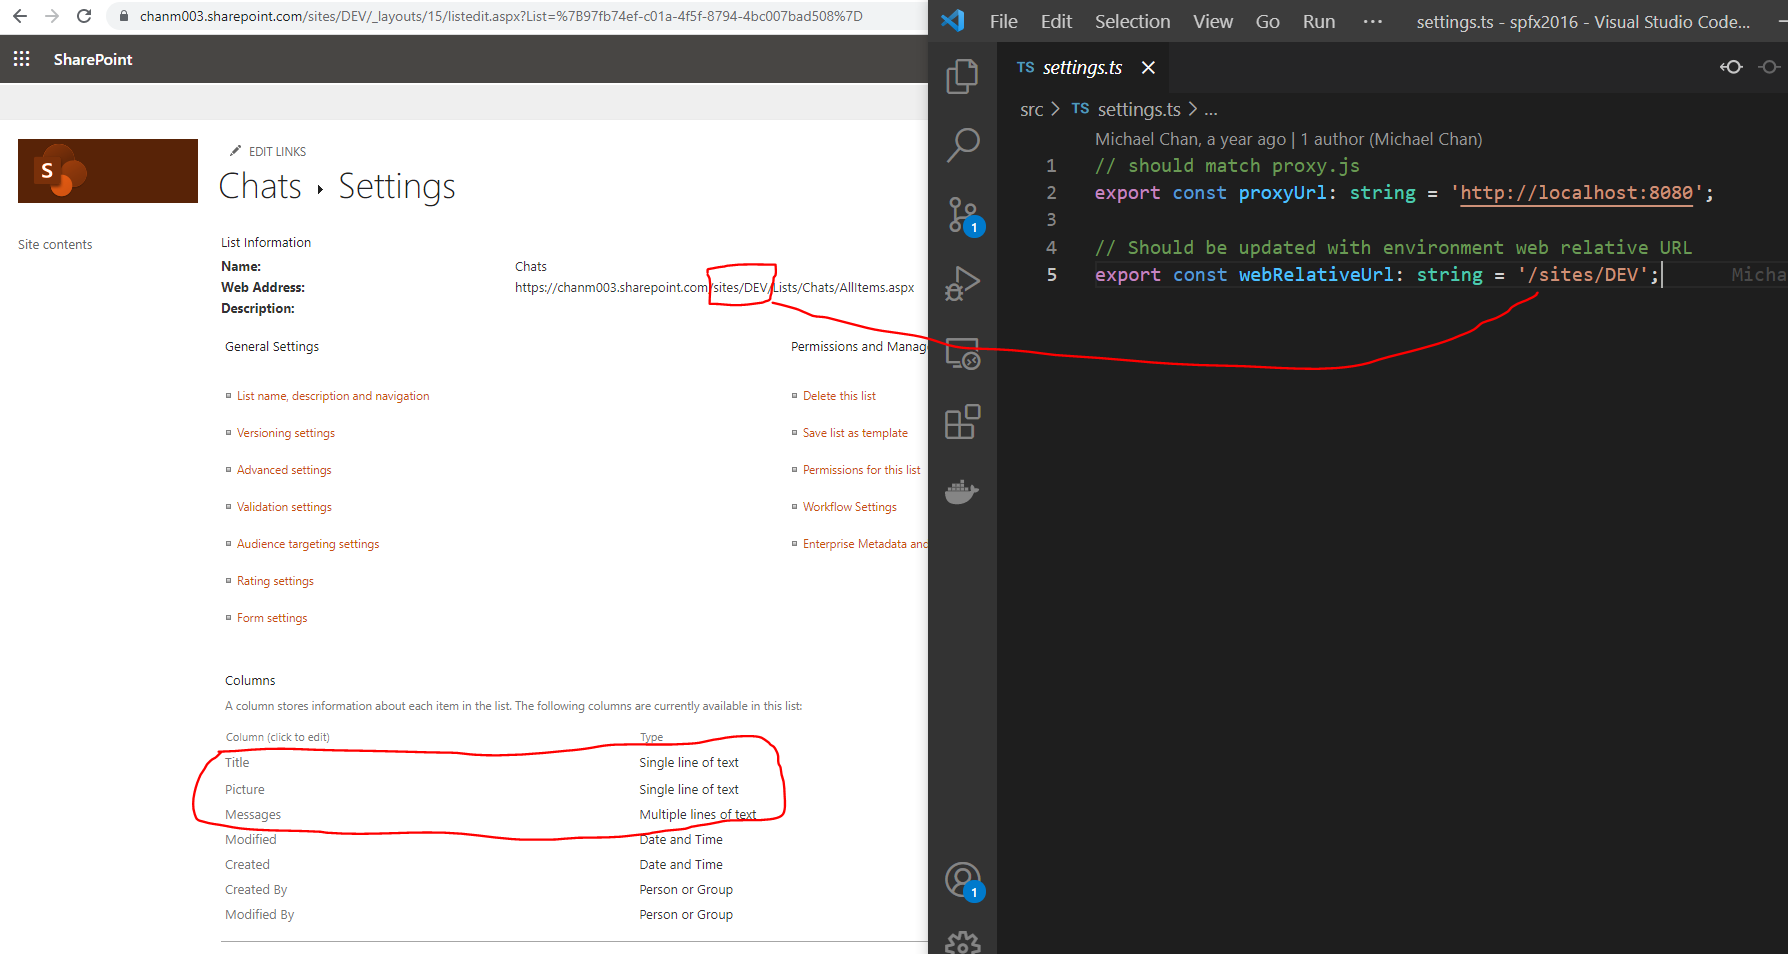 chanm003.sharepoint.com/sites/DEV/_layouts/15/listedit.aspx?List=%7B97fb74ef-c01a-4f5f-8794-4bc007bad508%7D
SharePoint
S
EDIT LINKS
Chats ▸ Settings
Site contents
List Information
Name: Chats
Web Address: https://chanm003.sharepoint.com/sites/DEV/Lists/Chats/AllItems.aspx
Description:
General Settings
Permissions and Manag
List name, description and navigation
Delete this list
Versioning settings
Save list as template
Advanced settings
Permissions for this list
Validation settings
Workflow Settings
Audience targeting settings
Enterprise Metadata and
Rating settings
Form settings
Columns
A column stores information about each item in the list. The following columns are currently available in this list:
Column (click to edit) Type
Title Single line of text
Picture Single line of text
Messages Multiple lines of text
Modified Date and Time
Created Date and Time
Created By Person or Group
Modified By Person or Group
File Edit Selection View Go Run ··· settings.ts - spfx2016 - Visual Studio Code...
TS settings.ts
src > TS settings.ts > ...
Michael Chan, a year ago | 1 author (Michael Chan)
1 // should match proxy.js
2 export const proxyUrl: string = 'http://localhost:8080';
3
4 // Should be updated with environment web relative URL
5 export const webRelativeUrl: string = '/sites/DEV'; Micha
1
1